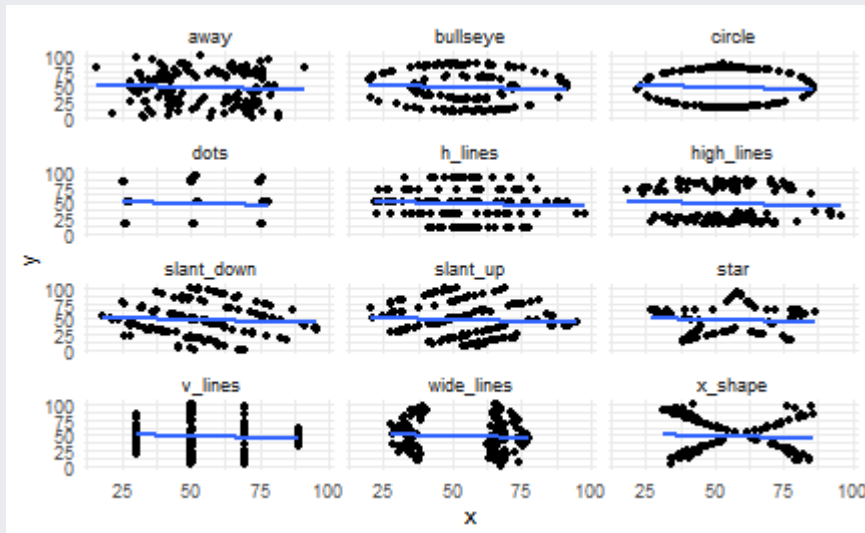 away bullseye circle
100
75
50
25
0
dots h_lines high_lines
100
75
50
25
0
y
slant_down slant_up star
100
75
50
25
0
v_lines wide_lines x_shape
100
75
50
25
0
25 50 75 100 25 50 75 100 25 50 75 100
x